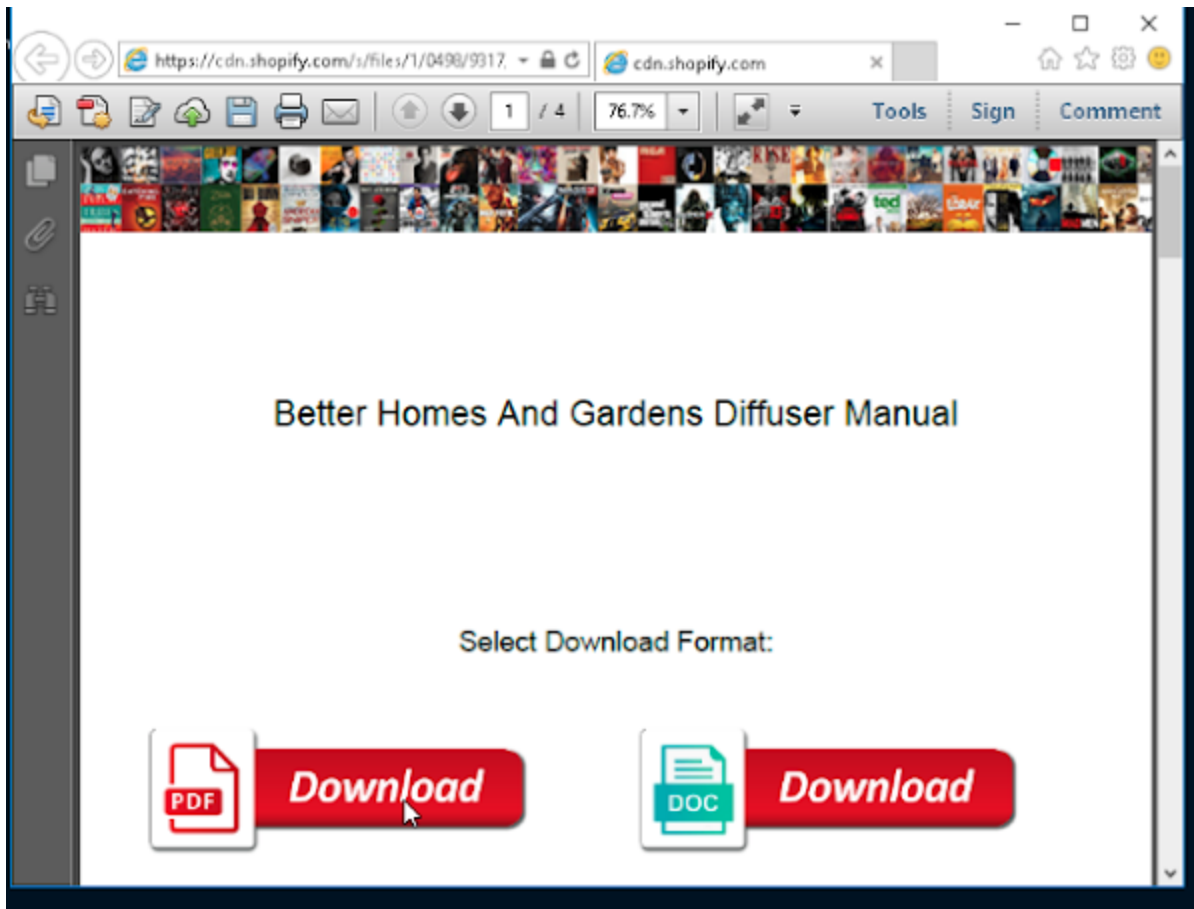 https://cdn.shopify.com/s/files/1/0498/9317.
cdn.shopify.com
1 / 4
76.7%
Tools
Sign
Comment
ted
Better Homes And Gardens Diffuser Manual
Select Download Format:
PDF
Download
DOC
Download